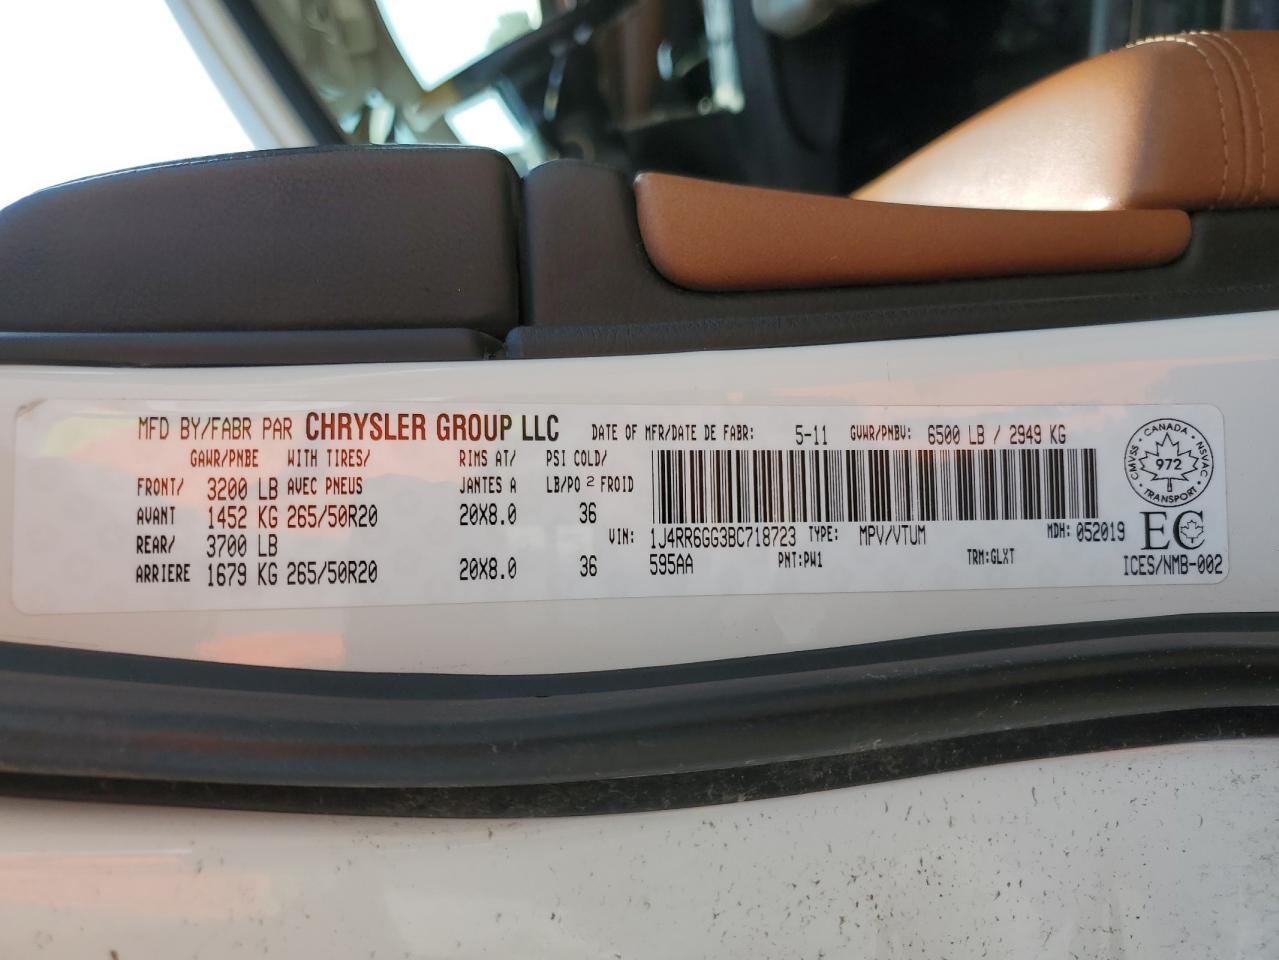 MFD BY/FABR PAR CHRYSLER GROUP LLC DATE OF MFR/DATE DE FABR: 5-11 GVWR/PNBV: 6500 LB / 2949 KG
GAWR/PNBE WITH TIRES/ RIMS AT/ PSI COLD/
FRONT/ 3200 LB AVEC PNEUS JANTES A LB/PO² FROID
AVANT 1452 KG 265/50R20 20X8.0 36
REAR/ 3700 LB
ARRIERE 1679 KG 265/50R20 20X8.0 36
VIN: 1J4RR6GG3BC718723 TYPE: MPV/VTUM MDH: 052019
595AA PNT:PW1 TRM:GLXT
CANADA
CMVSS NSVAC
972
TRANSPORT
EC
ICES/NMB-002